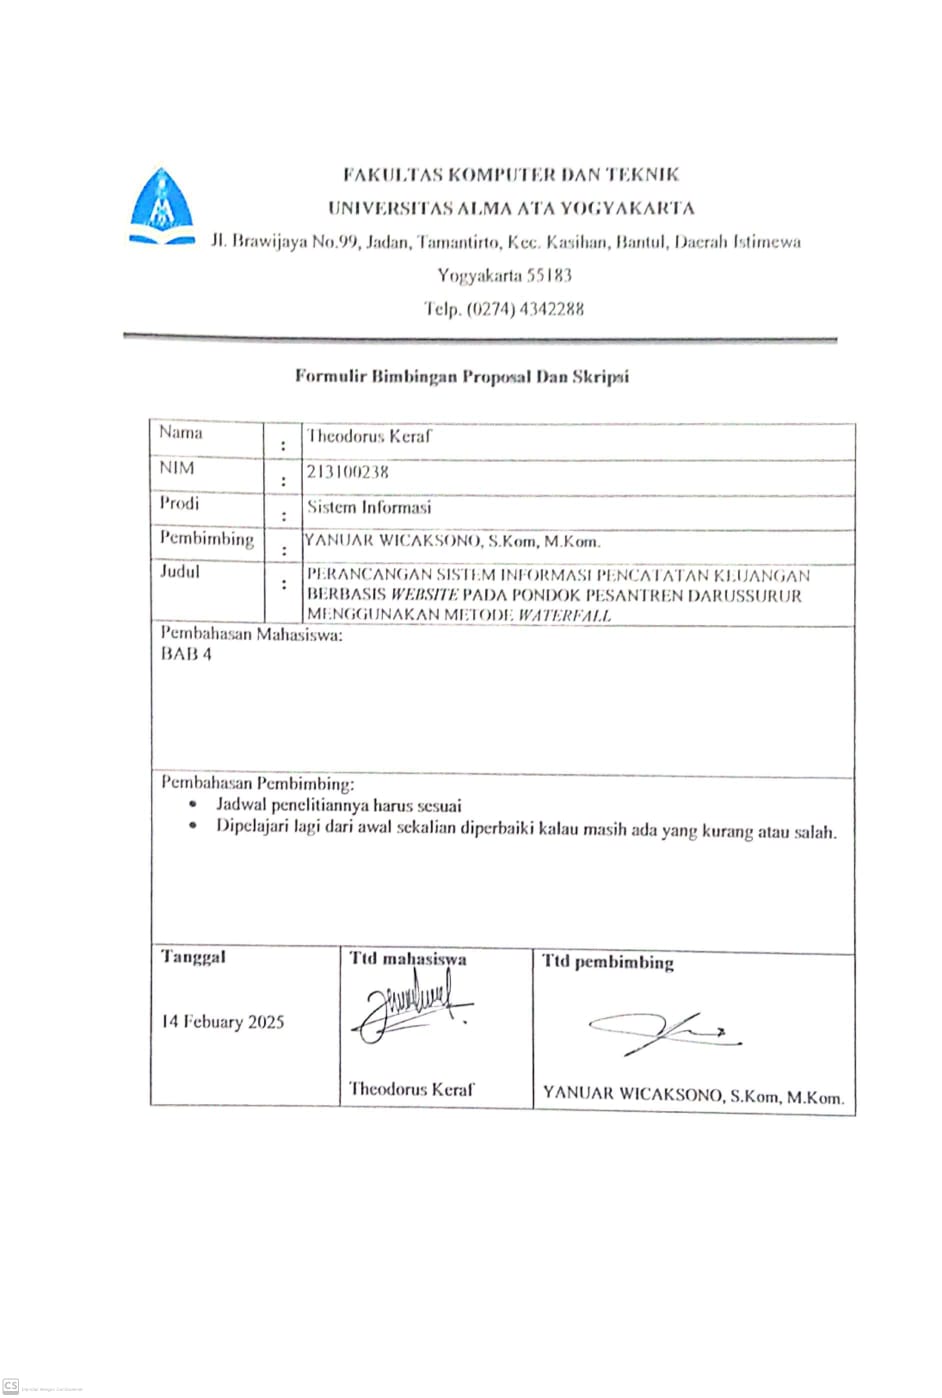 FAKULTAS KOMPUTER DAN TEKNIK
UNIVERSITAS ALMA ATA YOGYAKARTA
Jl. Brawijaya No.99, Jadan, Tamantirto, Kec. Kasihan, Bantul, Daerah Istimewa
Yogyakarta 55183
Telp. (0274) 4342288
Formulir Bimbingan Proposal Dan Skripsi
Nama : Theodorus Keraf
NIM : 213100238
Prodi : Sistem Informasi
Pembimbing : YANUAR WICAKSONO, S.Kom, M.Kom.
Judul : PERANCANGAN SISTEM INFORMASI PENCATATAN KEUANGAN
BERBASIS WEBSITE PADA PONDOK PESANTREN DARUSSURUR
MENGGUNAKAN METODE WATERFALL
Pembahasan Mahasiswa:
BAB 4
Pembahasan Pembimbing:
• Jadwal penelitiannya harus sesuai
• Dipelajari lagi dari awal sekalian diperbaiki kalau masih ada yang kurang atau salah.
Tanggal
14 Febuary 2025
Ttd mahasiswa
Theodorus Keraf
Ttd pembimbing
YANUAR WICAKSONO, S.Kom, M.Kom.
CS